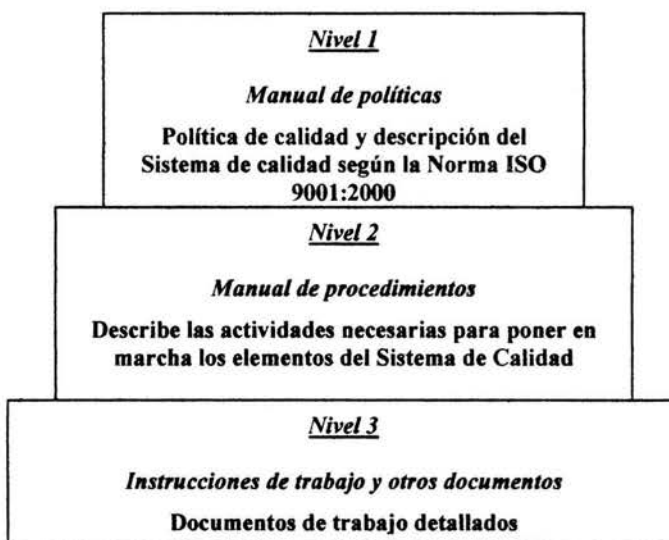 Nivel 1
Manual de políticas
Política de calidad y descripción del
Sistema de calidad según la Norma ISO
9001:2000
Nivel 2
Manual de procedimientos
Describe las actividades necesarias para poner en
marcha los elementos del Sistema de Calidad
Nivel 3
Instrucciones de trabajo y otros documentos
Documentos de trabajo detallados